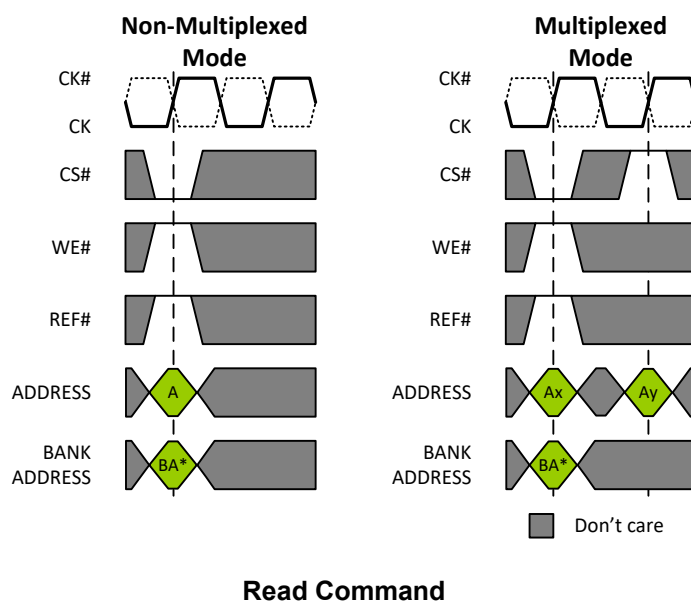 Non-Multiplexed
Mode
Multiplexed
Mode
CK#
CK
CS#
WE#
REF#
ADDRESS
A
BANK
ADDRESS
BA*
CK#
CK
CS#
WE#
REF#
ADDRESS
Ax
Ay
BANK
ADDRESS
BA*
Don't care
Read Command